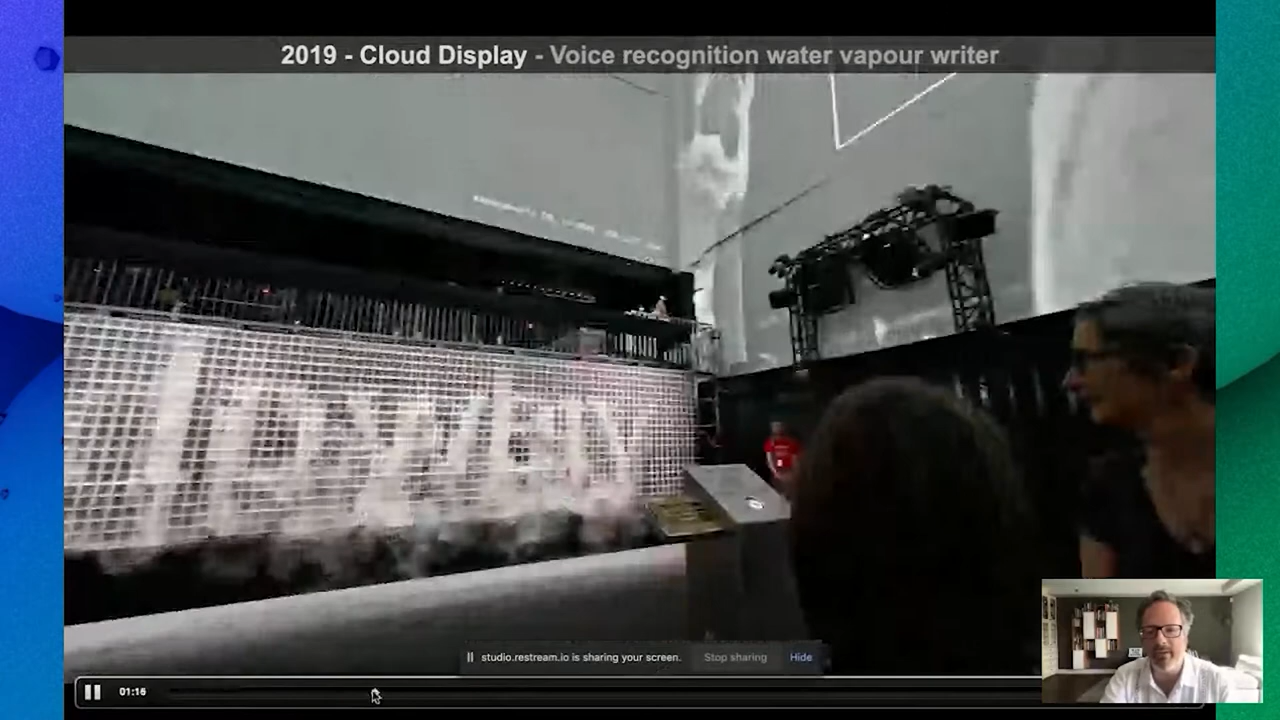 2019 - Cloud Display - Voice recognition water vapour writer
studio.restream.io is sharing your screen.
Stop sharing
Hide
01:16